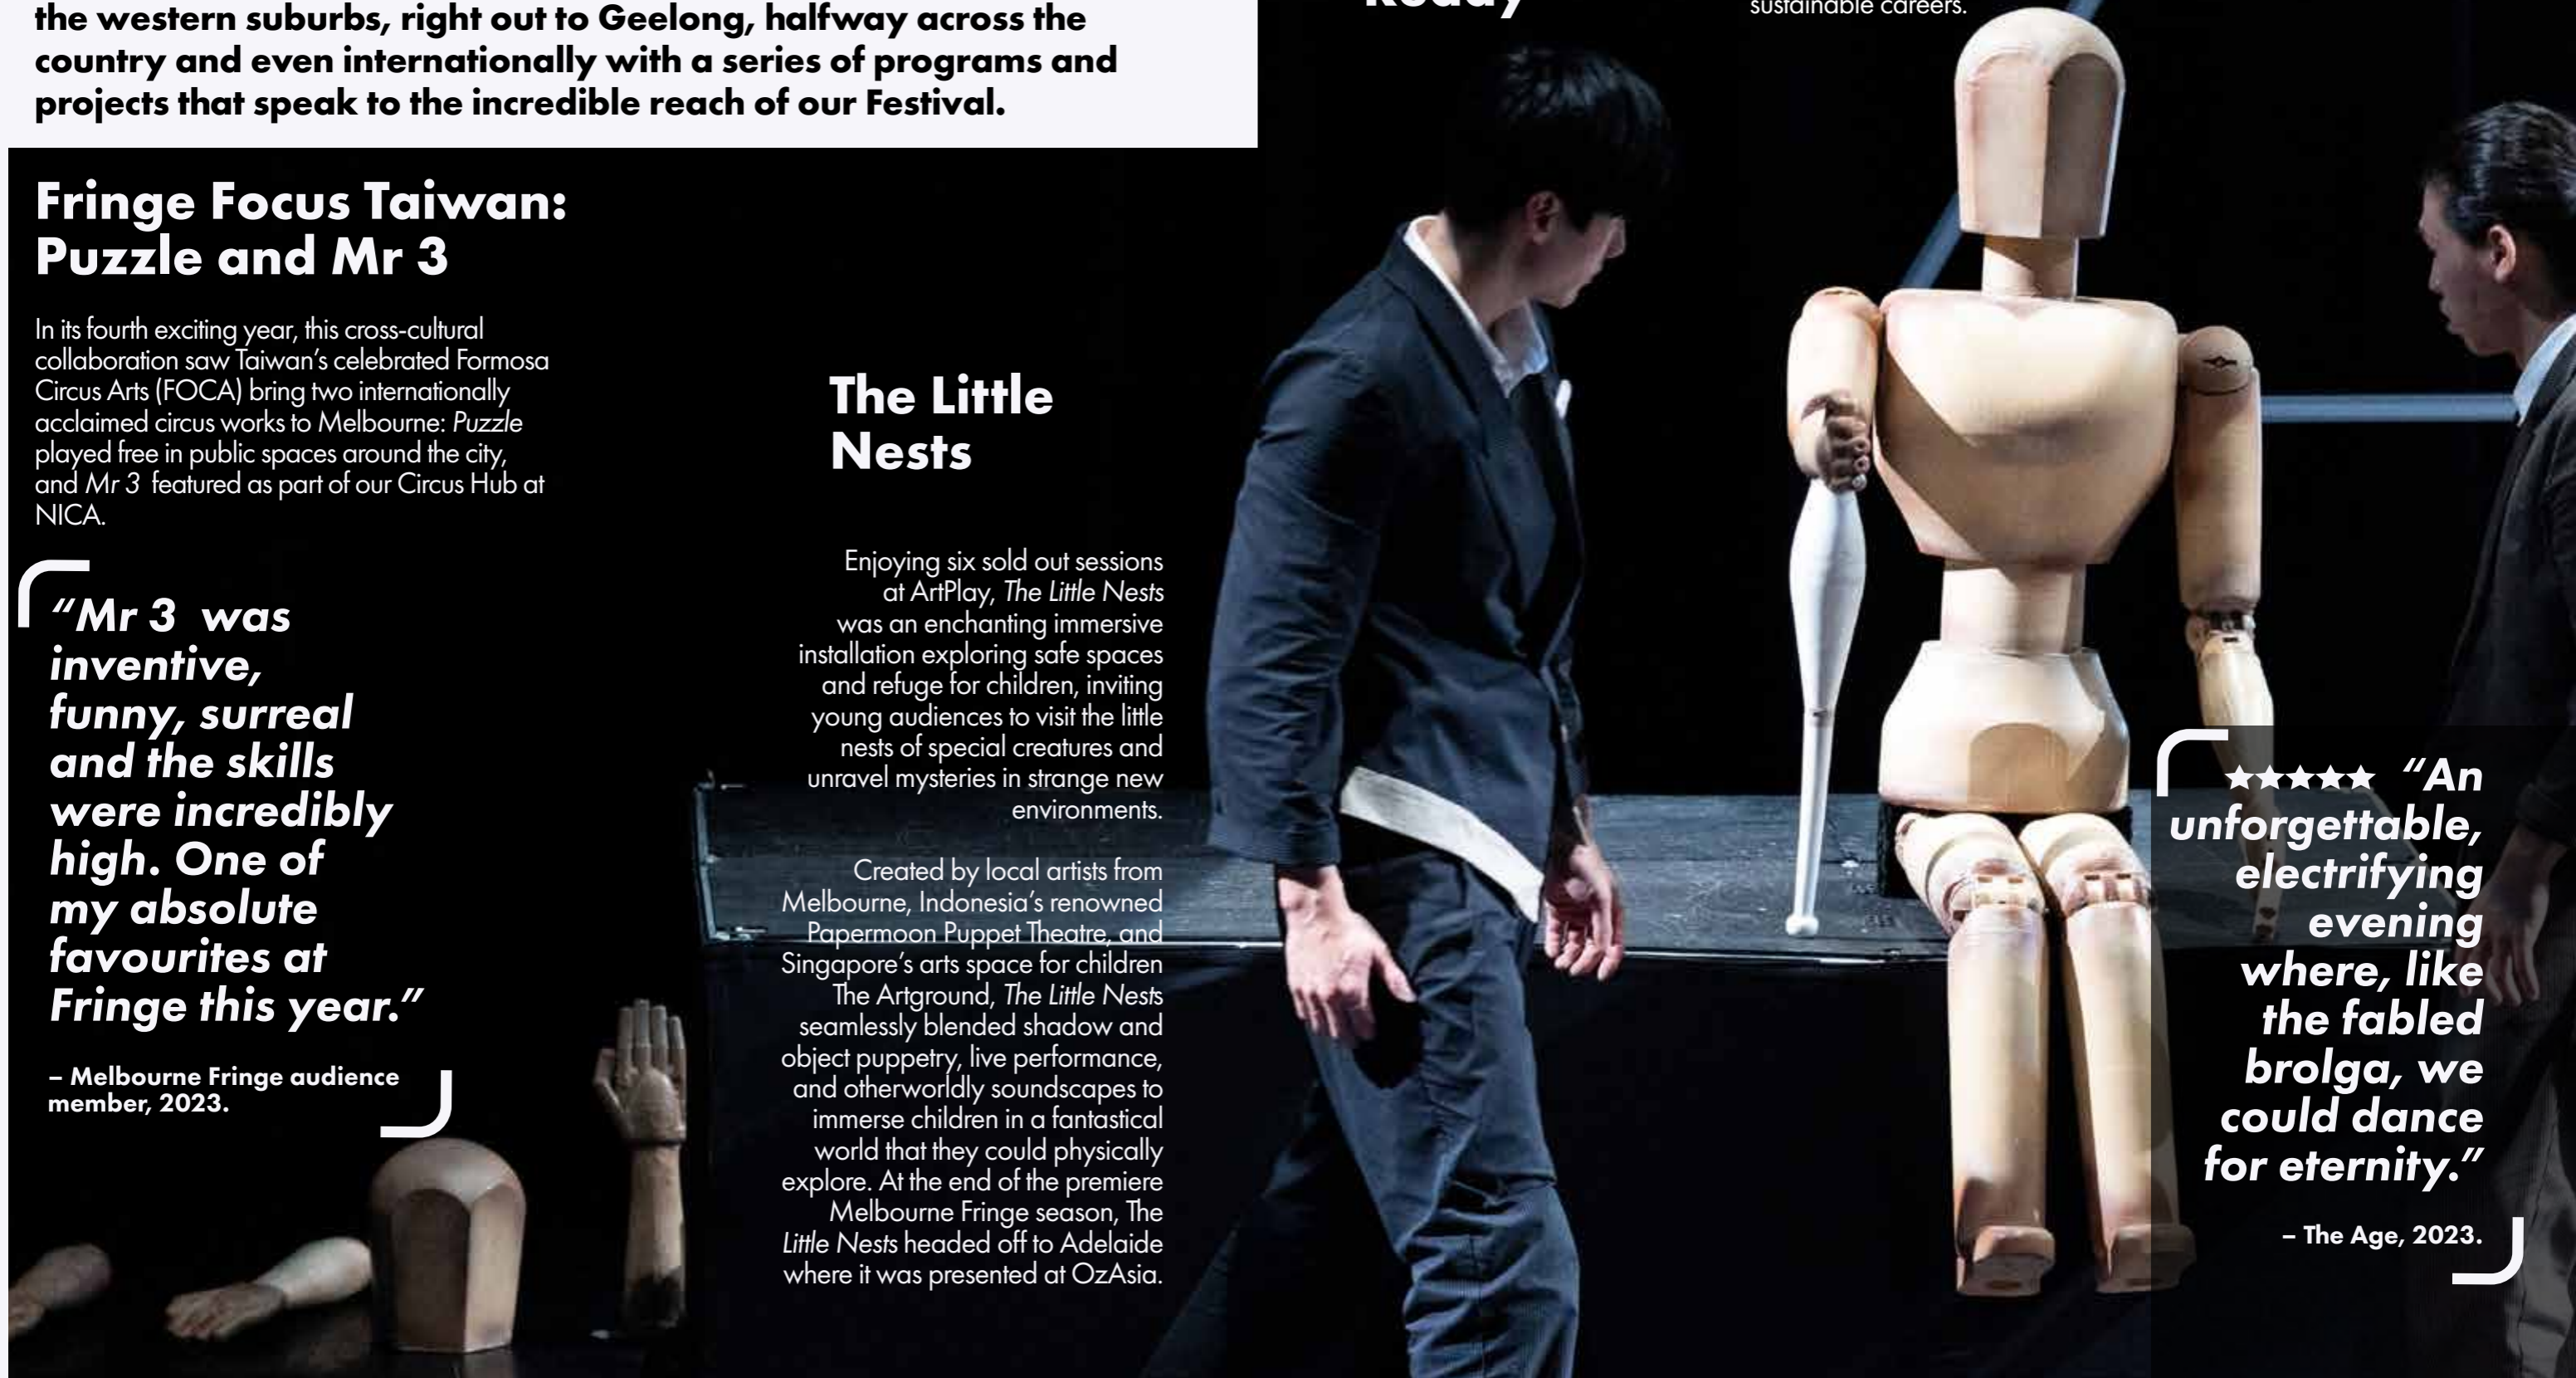 the western suburbs, right out to Geelong, halfway across the
country and even internationally with a series of programs and
projects that speak to the incredible reach of our Festival.
Fringe Focus Taiwan:
Puzzle and Mr 3
In its fourth exciting year, this cross-cultural
collaboration saw Taiwan’s celebrated Formosa
Circus Arts (FOCA) bring two internationally
acclaimed circus works to Melbourne: Puzzle
played free in public spaces around the city,
and Mr 3 featured as part of our Circus Hub at
NICA.
“Mr 3 was
inventive,
funny, surreal
and the skills
were incredibly
high. One of
my absolute
favourites at
Fringe this year.”
– Melbourne Fringe audience
member, 2023.
The Little
Nests
Enjoying six sold out sessions
at ArtPlay, The Little Nests
was an enchanting immersive
installation exploring safe spaces
and refuge for children, inviting
young audiences to visit the little
nests of special creatures and
unravel mysteries in strange new
environments.
Created by local artists from
Melbourne, Indonesia’s renowned
Papermoon Puppet Theatre, and
Singapore’s arts space for children
The Artground, The Little Nests
seamlessly blended shadow and
object puppetry, live performance,
and otherworldly soundscapes to
immerse children in a fantastical
world that they could physically
explore. At the end of the premiere
Melbourne Fringe season, The
Little Nests headed off to Adelaide
where it was presented at OzAsia.
sustainable careers.
★★★★★ “An
unforgettable,
electrifying
evening
where, like
the fabled
brolga, we
could dance
for eternity.”
– The Age, 2023.